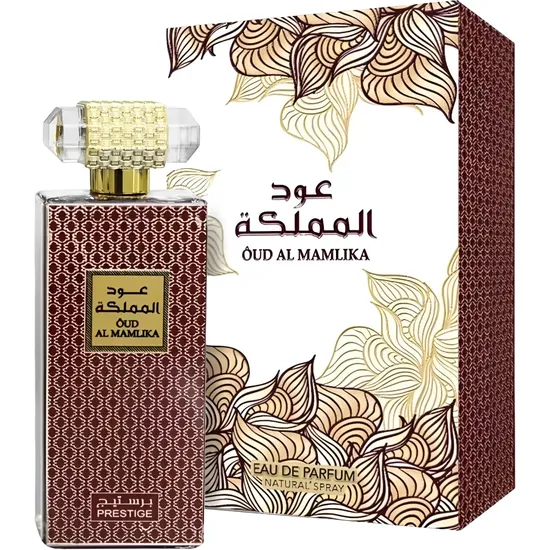 عود
المملكة
ÔUD AL MAMLIKA
EAU DE PARFUM
NATURAL SPRAY
عود
المملكة
ÔUD
AL MAMLIKA
برستيج
PRESTIGE